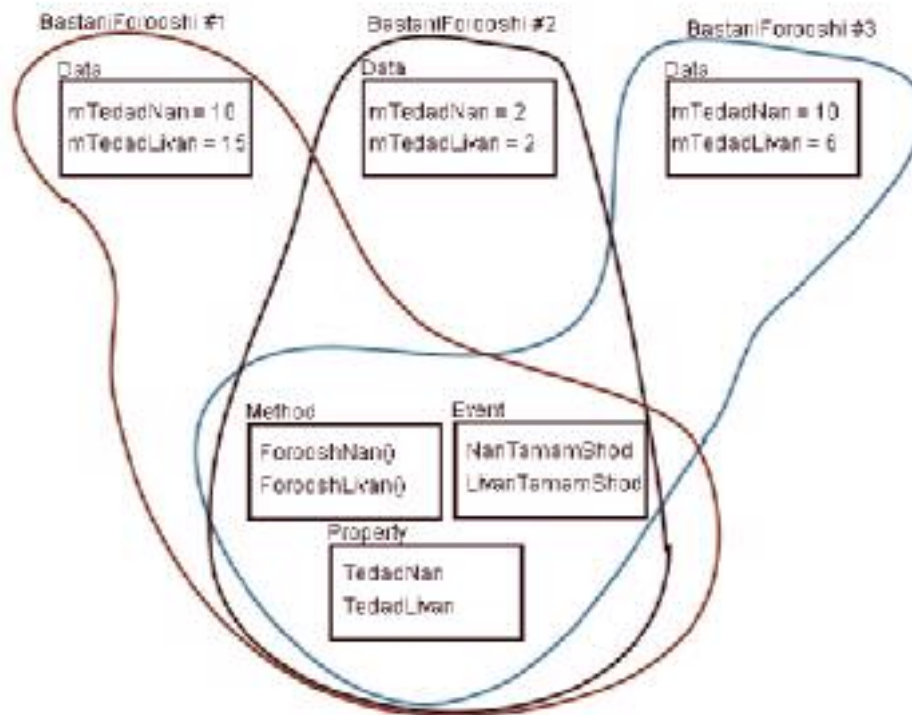 BastaniForooshi #1
BastaniForooshi #2
BastaniForooshi #3
Data
mTedadNan = 10
mTedadLivan = 15
Data
mTedadNan = 2
mTedadLivan = 2
Data
mTedadNan = 10
mTedadLivan = 6
Method
ForooshNan()
ForooshLivan()
Event
NanTamamShod
LivanTamamShod
Property
TedadNan
TedadLivan